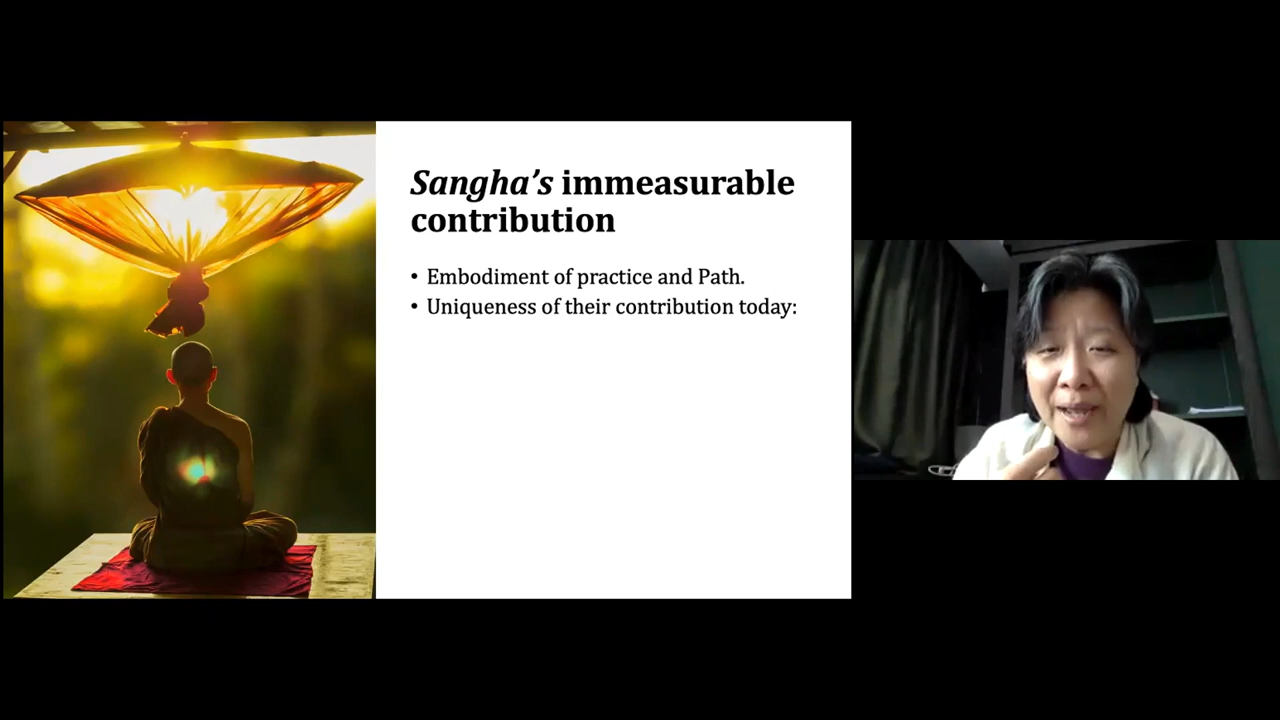 Sangha’s immeasurable
contribution
• Embodiment of practice and Path.
• Uniqueness of their contribution today: